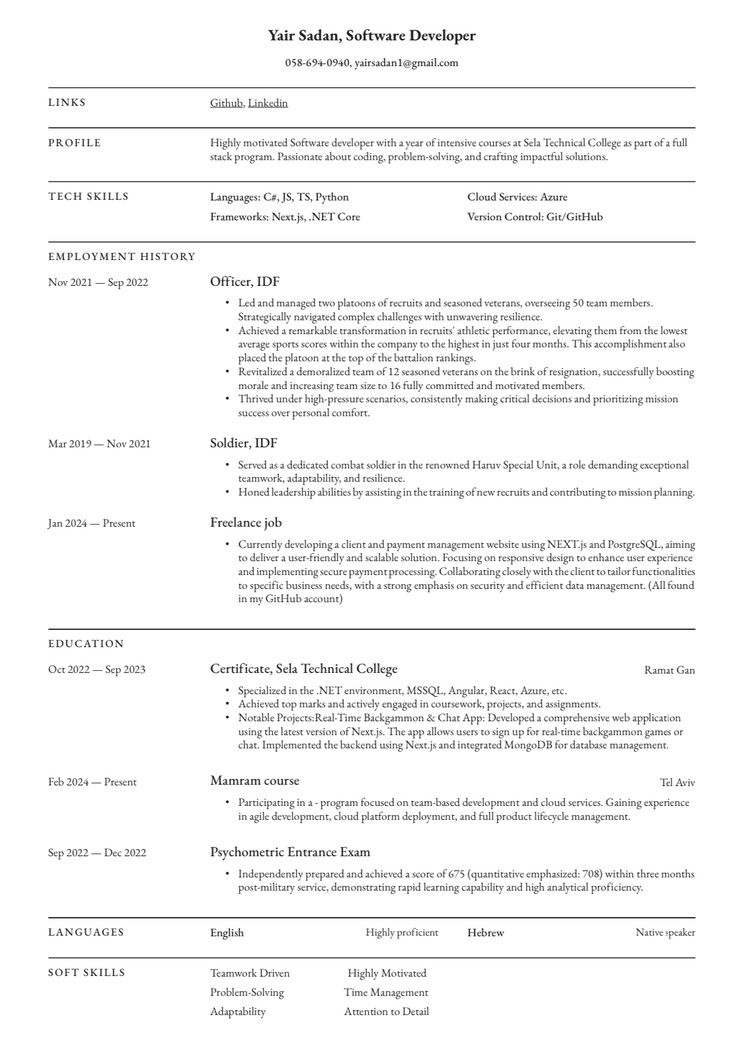 Yair Sadan, Software Developer
058-694-0940, yairsadan1@gmail.com
LINKS
Github, Linkedin
PROFILE
Highly motivated Software developer with a year of intensive courses at Sela Technical College as part of a full
stack program. Passionate about coding, problem-solving, and crafting impactful solutions.
TECH SKILLS
Languages: C#, JS, TS, Python
Cloud Services: Azure
Frameworks: Next.js, .NET Core
Version Control: Git/GitHub
EMPLOYMENT HISTORY
Nov 2021 — Sep 2022
Officer, IDF
• Led and managed two platoons of recruits and seasoned veterans, overseeing 50 team members.
Strategically navigated complex challenges with unwavering resilience.
• Achieved a remarkable transformation in recruits' athletic performance, elevating them from the lowest
average sports scores within the company to the highest in just four months. This accomplishment also
placed the platoon at the top of the battalion rankings.
• Revitalized a demoralized team of 12 seasoned veterans on the brink of resignation, successfully boosting
morale and increasing team size to 16 fully committed and motivated members.
• Thrived under high-pressure scenarios, consistently making critical decisions and prioritizing mission
success over personal comfort.
Mar 2019 — Nov 2021
Soldier, IDF
• Served as a dedicated combat soldier in the renowned Haruv Special Unit, a role demanding exceptional
teamwork, adaptability, and resilience.
• Honed leadership abilities by assisting in the training of new recruits and contributing to mission planning.
Jan 2024 — Present
Freelance job
• Currently developing a client and payment management website using NEXT.js and PostgreSQL, aiming
to deliver a user-friendly and scalable solution. Focusing on responsive design to enhance user experience
and implementing secure payment processing. Collaborating closely with the client to tailor functionalities
to specific business needs, with a strong emphasis on security and efficient data management. (All found
in my GitHub account)
EDUCATION
Oct 2022 — Sep 2023
Certificate, Sela Technical College
Ramat Gan
• Specialized in the .NET environment, MSSQL, Angular, React, Azure, etc.
• Achieved top marks and actively engaged in coursework, projects, and assignments.
• Notable Projects:Real-Time Backgammon & Chat App: Developed a comprehensive web application
using the latest version of Next.js. The app allows users to sign up for real-time backgammon games or
chat. Implemented the backend using Next.js and integrated MongoDB for database management.
Feb 2024 — Present
Mamram course
Tel Aviv
• Participating in a - program focused on team-based development and cloud services. Gaining experience
in agile development, cloud platform deployment, and full product lifecycle management.
Sep 2022 — Dec 2022
Psychometric Entrance Exam
• Independently prepared and achieved a score of 675 (quantitative emphasized: 708) within three months
post-military service, demonstrating rapid learning capability and high analytical proficiency.
LANGUAGES
English
Highly proficient
Hebrew
Native speaker
SOFT SKILLS
Teamwork Driven
Highly Motivated
Problem-Solving
Time Management
Adaptability
Attention to Detail